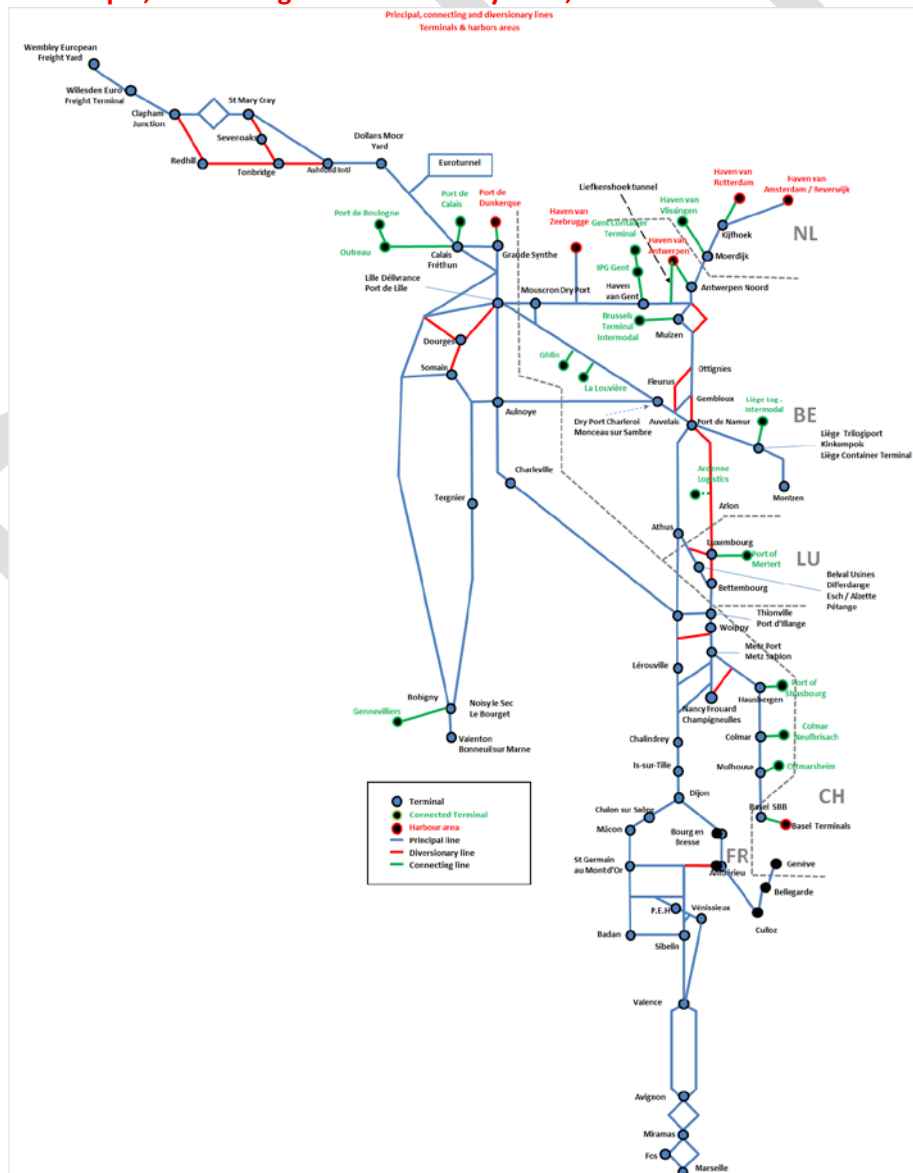 Principal, connecting and diversionary lines
Terminals & harbors areas
Wembley European
Freight Yard
Willesden Euro
Freight Terminal
Clapham
Junction
St Mary Cray
Sevenoaks
Redhill
Tonbridge
Ashford Intl
Dollans Moor
Yard
Eurotunnel
Liefkenshoek tunnel
Haven van
Rotterdam
Haven van
Amsterdam / Beverwijk
Port de Boulogne
Port de
Calais
Port de
Dunkerque
Haven van
Zeebrugge
Gent Container
Terminal
Haven van
Vlissingen
Kijfhoek
NL
Outreau
Calais
Fréthun
Grande Synthe
Haven van
Antwerpen
Moerdijk
IPG Gent
Lille Délivrance
Port de Lille
Mouscron Dry Port
Haven
van Gent
Antwerpen Noord
Brussels
Terminal
Intermodal
Muizen
Dourges
Somain
Ghlin
La Louvière
Fleurus
Ottignies
Gembloux
Liège Log.
Intermodal
BE
Aulnoye
Dry Port Charleroi
Monceau sur Sambre
Auvelais
Port de Namur
Liège Trilogiport
Kinkempois
Liège Container Terminal
Charleville
Montzen
Ardenne
Logistics
Tergnier
Arlon
Athus
Luxembourg
LU
Port of
Mertert
Bettembourg
Belval Usines
Differdange
Esch / Alzette
Pétange
Thionville
Port d'Illange
Woippy
Metz Port
Metz Sablon
Lérouville
Hausbergen
Port of
Strasbourg
Bobigny
Noisy le Sec
Le Bourget
Gennevilliers
Nancy Frouard
Champigneulles
Valenton
Bonneuil sur Marne
Chalindrey
Colmar
Colmar
Neufbrisach
Is-sur-Tille
Mulhouse
Ottmarsheim
Dijon
CH
Terminal
Connected Terminal
Harbour area
Principal line
Diversionary line
Connecting line
Chalon sur Saône
Mâcon
Bourg en
Bresse
Basel SBB
Basel Terminals
FR
St Germain
au Mont d'Or
Ambérieu
Genève
Bellegarde
P.E.H
Vénissieux
Culloz
Badan
Sibelin
Valence
Avignon
Miramas
Fos
Marseille